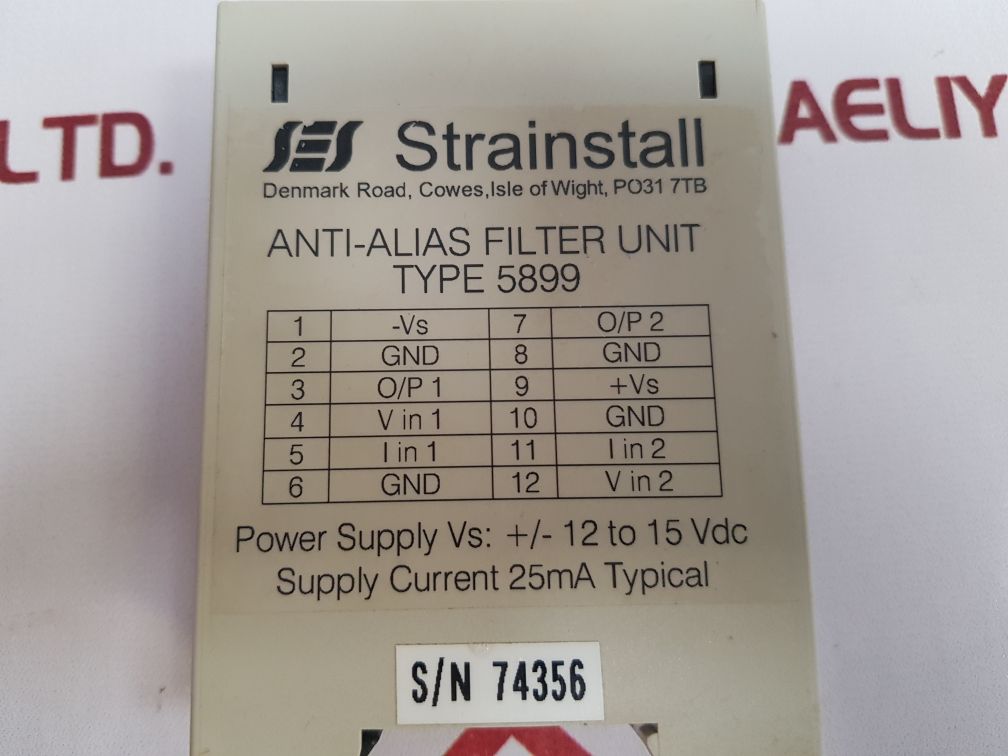 LTD.
AELIY
SES Strainstall
Denmark Road, Cowes,Isle of Wight, PO31 7TB
ANTI-ALIAS FILTER UNIT
TYPE 5899
1 -Vs 7 O/P 2
2 GND 8 GND
3 O/P 1 9 +Vs
4 V in 1 10 GND
5 I in 1 11 I in 2
6 GND 12 V in 2
Power Supply Vs: +/- 12 to 15 Vdc
Supply Current 25mA Typical
S/N 74356